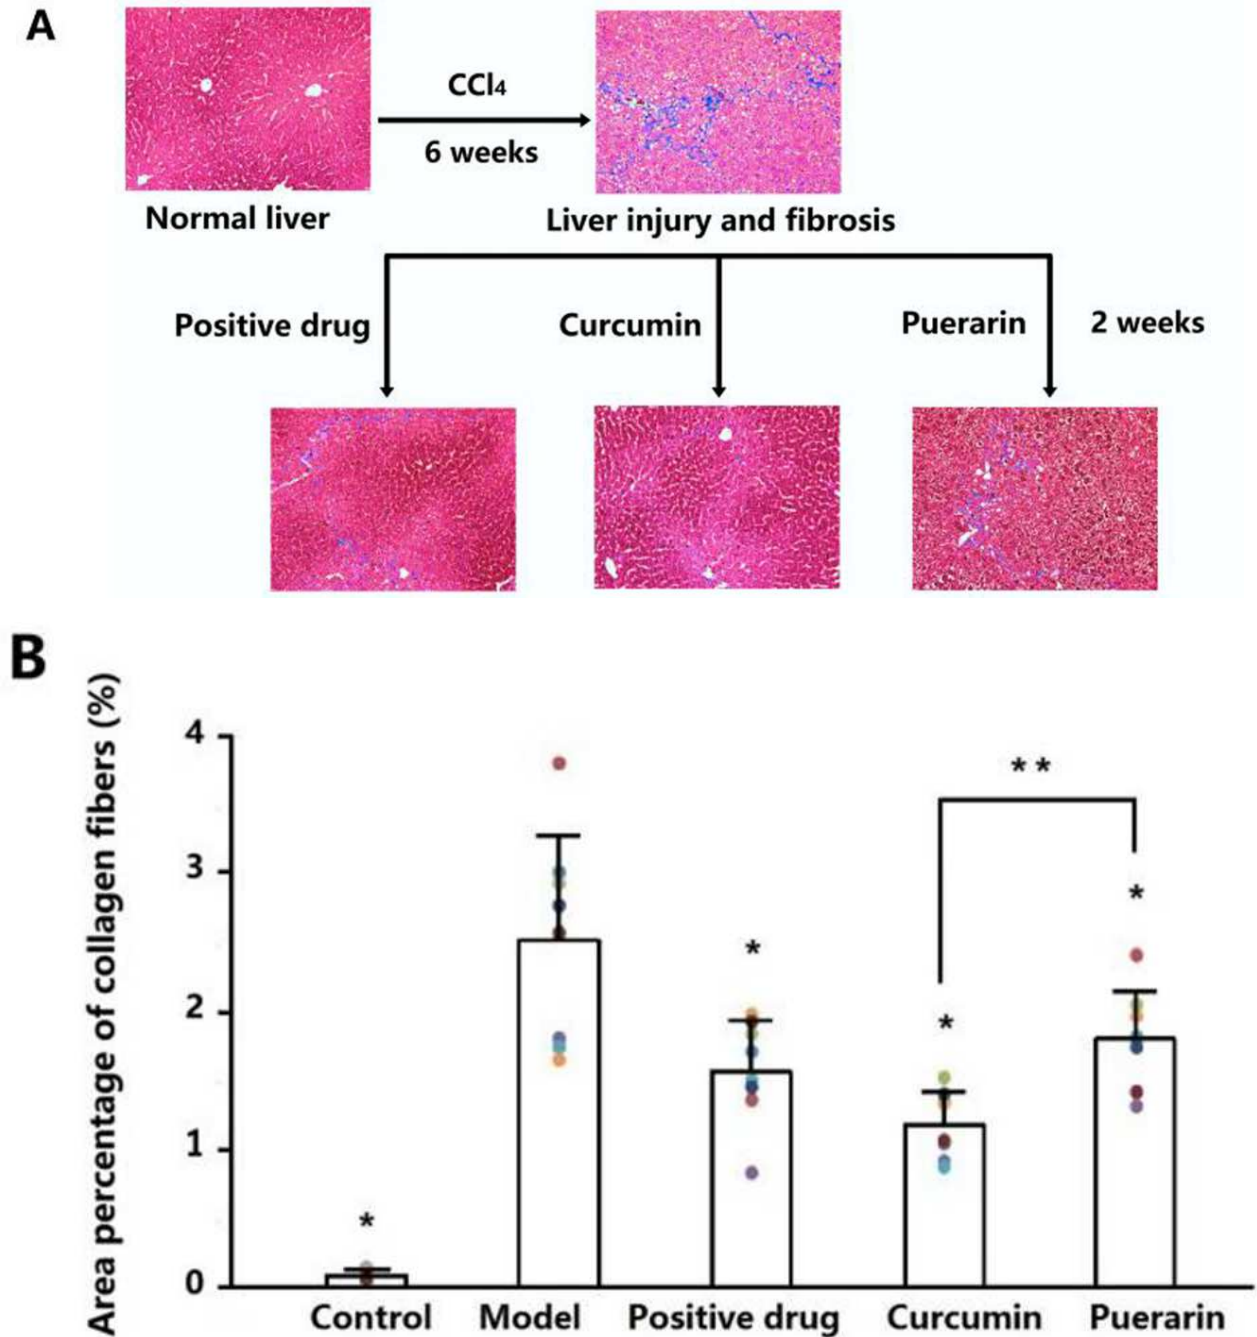 A
CCl4
6 weeks
Normal liver
Liver injury and fibrosis
Positive drug
Curcumin
Puerarin
2 weeks
B
Area percentage of collagen fibers (%)
4
3
2
1
0
*
*
*
*
**
Control
Model
Positive drug
Curcumin
Puerarin